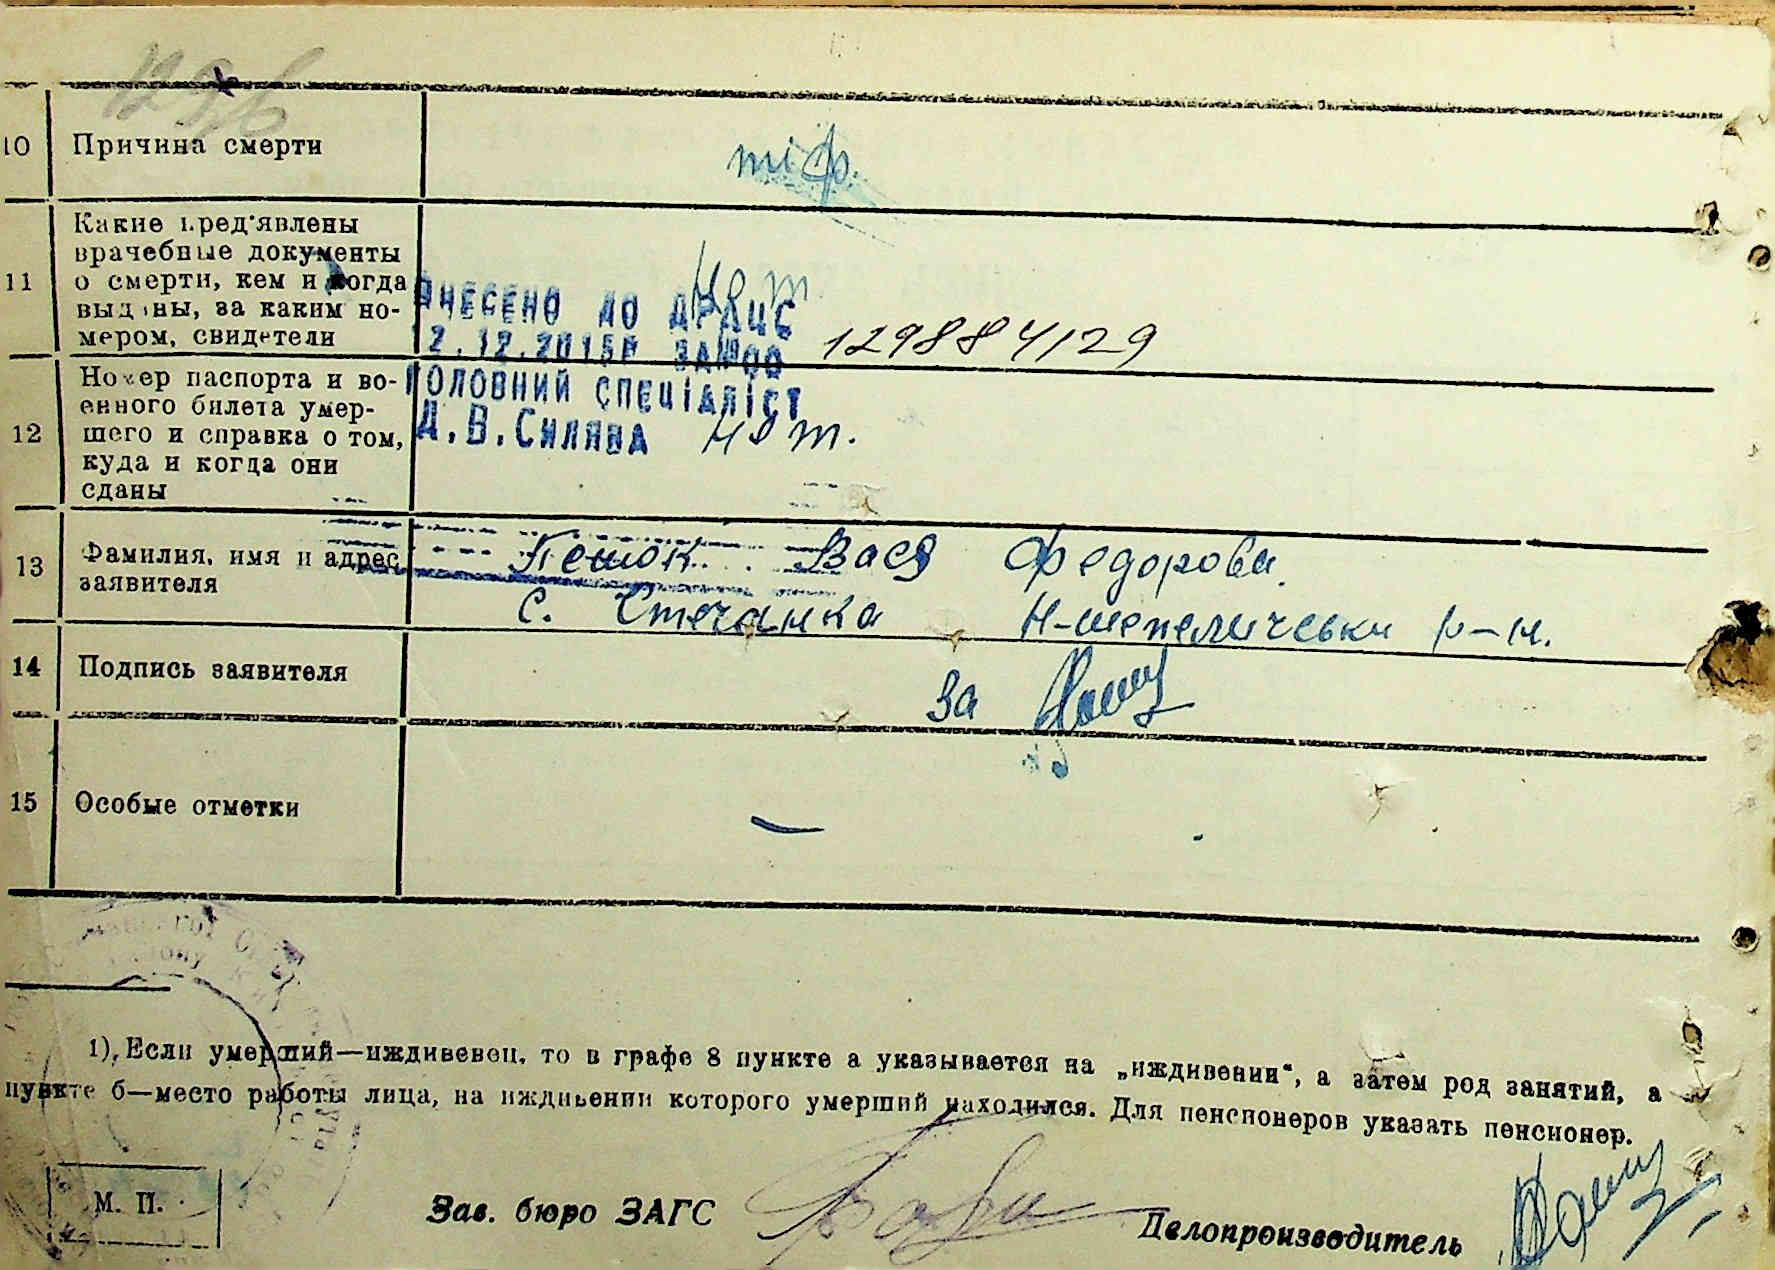 10 Причина смерти
тіф.
11 Какие пред'явлены
врачебные документы
о смерти, кем и когда
выданы, за каким но-
мером, свидетели
Нет
ВНЕСЕНО ДО ДРАЦС
2.12.2015р ЗА№00 129884129
ГОЛОВНИЙ СПЕЦІАЛІСТ
Д.В.Силява
12 Номер паспорта и во-
енного билета умер-
шего и справка о том,
куда и когда они
сданы
Нет.
13 Фамилия, имя и адрес
заявителя
Вася Федорови
с. Стечанка Н-шепеличськи р-н.
14 Подпись заявителя
За
15 Особые отметки
—
1) Если умерший—иждивенец, то в графе 8 пункте а указывается на „иждивении“, а затем род занятий, а
пункте б—место работы лица, на иждивении которого умерший находился. Для пенсионеров указать пенсионер.
М. П.
Зав. бюро ЗАГС
Делопроизводитель